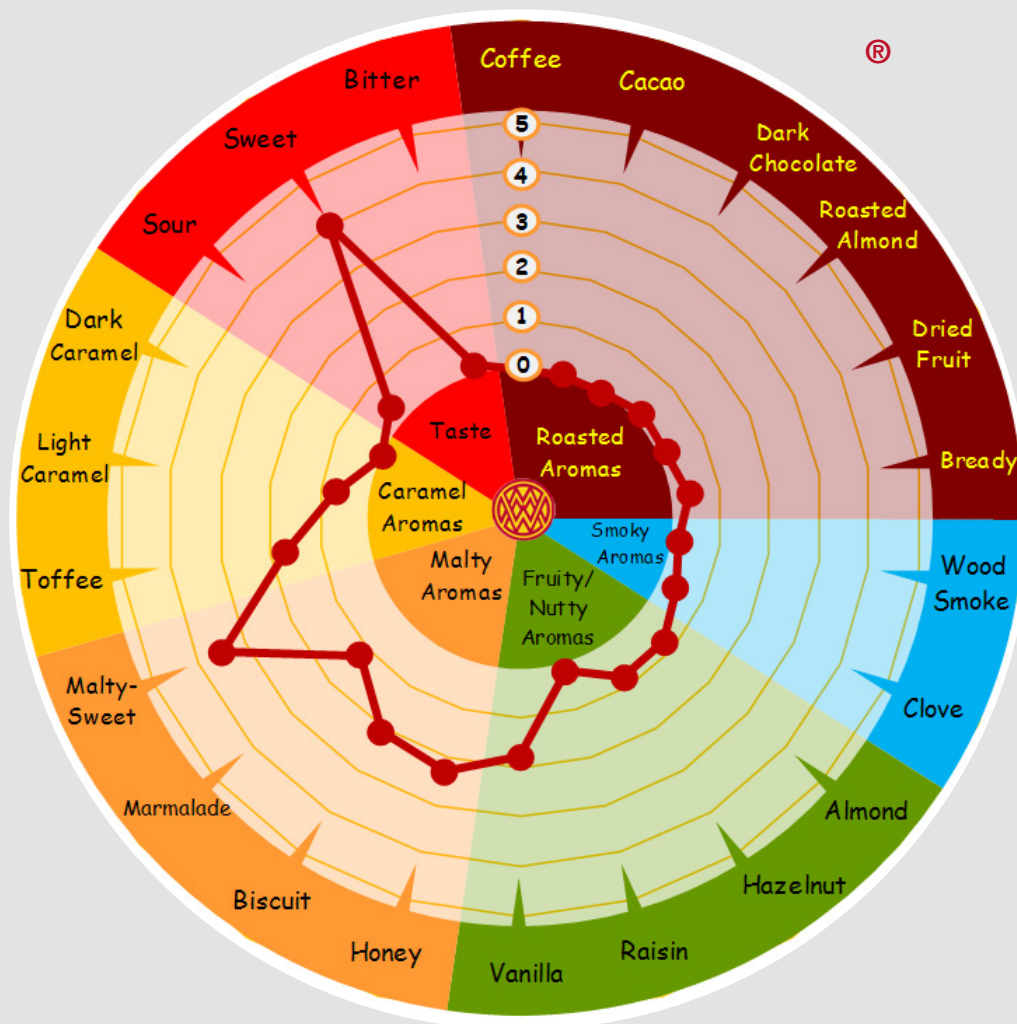 ®
Coffee
Cacao
Dark
Chocolate
Roasted
Almond
Dried
Fruit
Bready
Wood
Smoke
Clove
Almond
Hazelnut
Raisin
Vanilla
Honey
Biscuit
Marmalade
Malty-
Sweet
Toffee
Light
Caramel
Dark
Caramel
Sour
Sweet
Bitter
5
4
3
2
1
0
Taste
Roasted
Aromas
Smoky
Aromas
Fruity/
Nutty
Aromas
Malty
Aromas
Caramel
Aromas